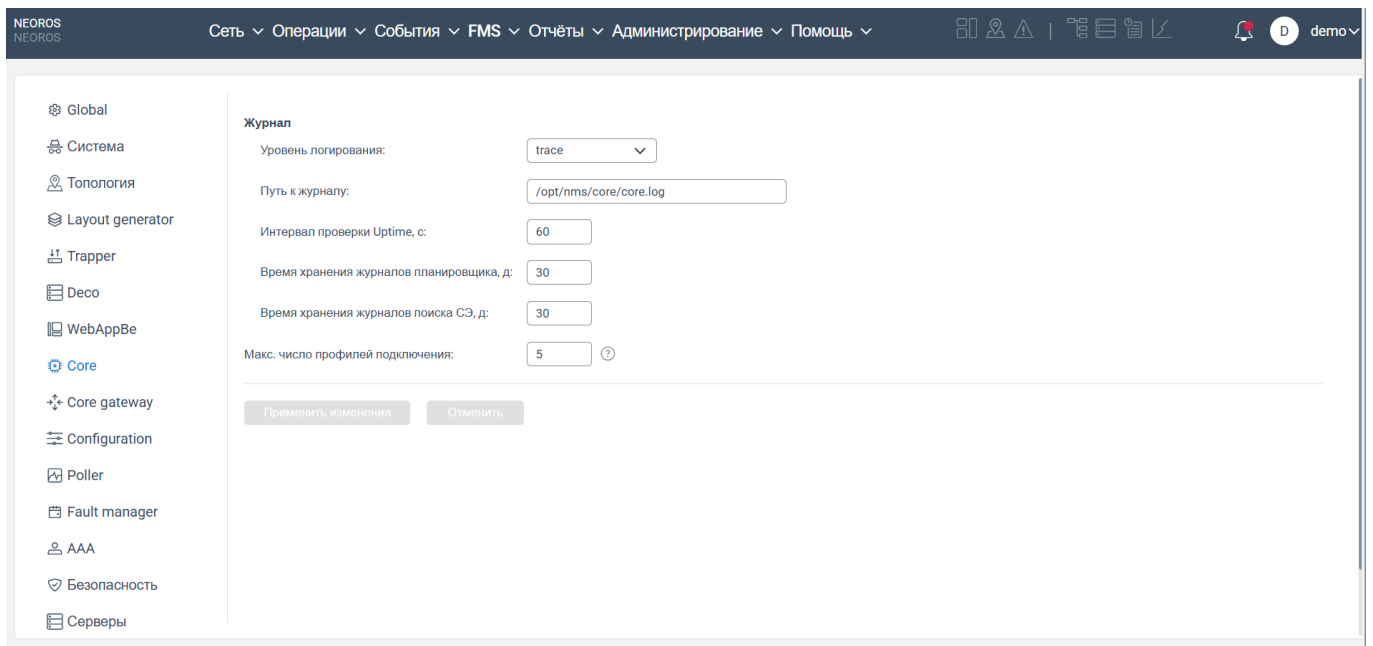 NEOROS
NEOROS
Сеть Операции События FMS Отчёты Администрирование Помощь
D demo
Global
Система
Топология
Layout generator
Trapper
Deco
WebAppBe
Core
Core gateway
Configuration
Poller
Fault manager
AAA
Безопасность
Серверы
Журнал
Уровень логирования: trace
Путь к журналу: /opt/nms/core/core.log
Интервал проверки Uptime, с: 60
Время хранения журналов планировщика, д: 30
Время хранения журналов поиска СЭ, д: 30
Макс. число профилей подключения: 5 ?
Применить изменения Отменить